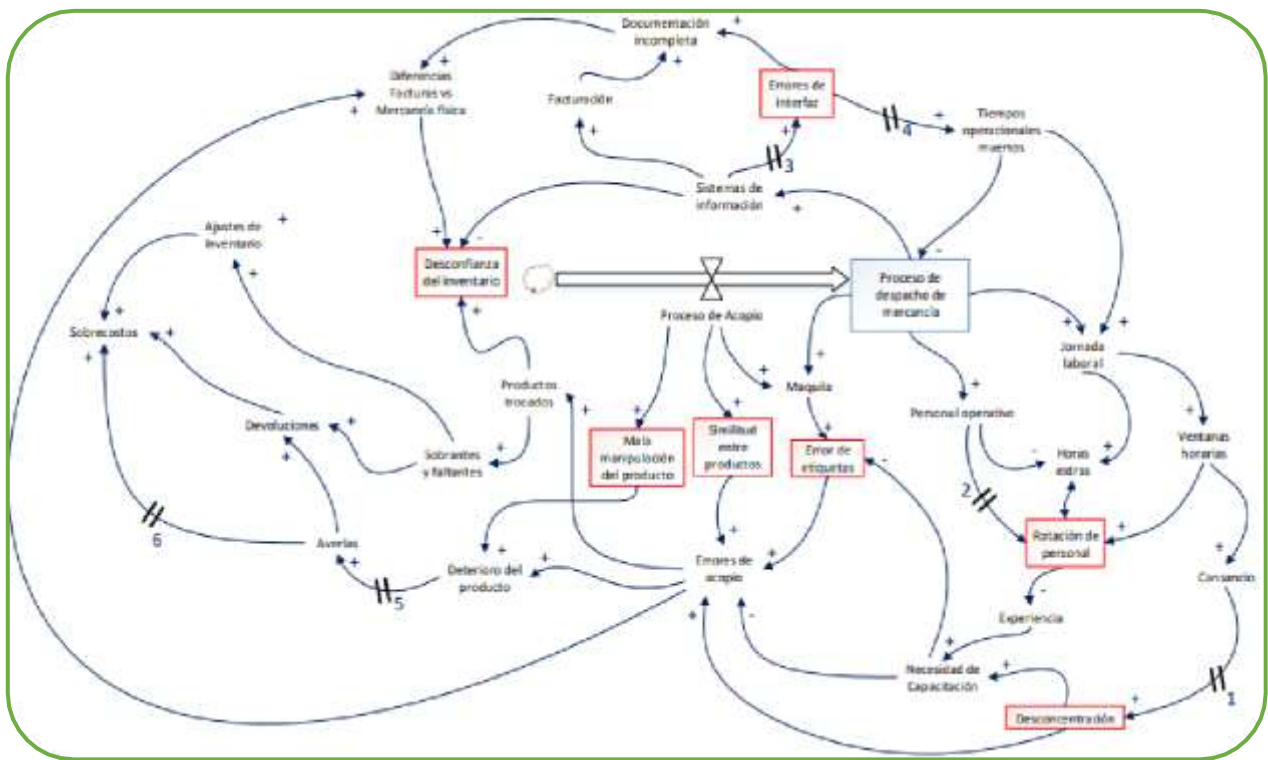 Documentación
incompleta
+
+
+
Diferencias
Facturas vs
Mercancía física
+
+
Facturación
+
Errores de
interfaz
+
4
+
Tiempos
operacionales
muertos
3
Sistemas de
información
+
Ajustes de
Inventario
+
+
+
-
Desconfianza
del inventario
+
-
Proceso de
despacho de
mercancía
Proceso de Acopio
+
+
Jornada
laboral
+
Sobrecostos
+
+
+
+
Maquila
+
Productos
trocados
+
+
+
+
Personal operativo
+
+
Devoluciones
+
+
Mala
manipulación
del producto
Similitud
entre
productos
+
Error de
etiquetas
-
-
Horas
extras
+
Ventanas
horarias
Sobrantes
y faltantes
+
2
6
Averías
+
5
Deterioro del
producto
+
+
Errores de
acopio
+
+
Rotación de
personal
+
+
Cansancio
-
Experiencia
+
-
+
Necesidad de
Capacitación
+
1
Desconcentración
+